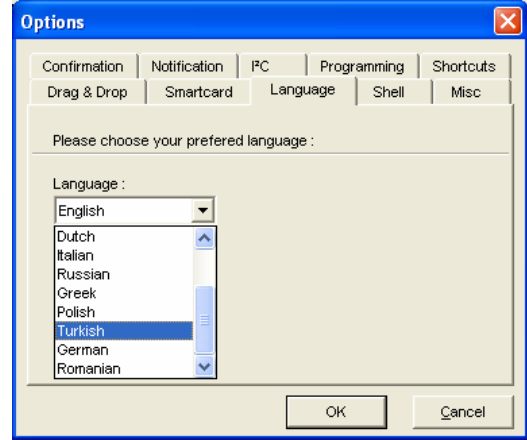 Options
Confirmation Notification I²C Programming Shortcuts
Drag & Drop Smartcard Language Shell Misc
Please choose your prefered language :
Language :
English
Dutch
Italian
Russian
Greek
Polish
Turkish
German
Romanian
OK Cancel